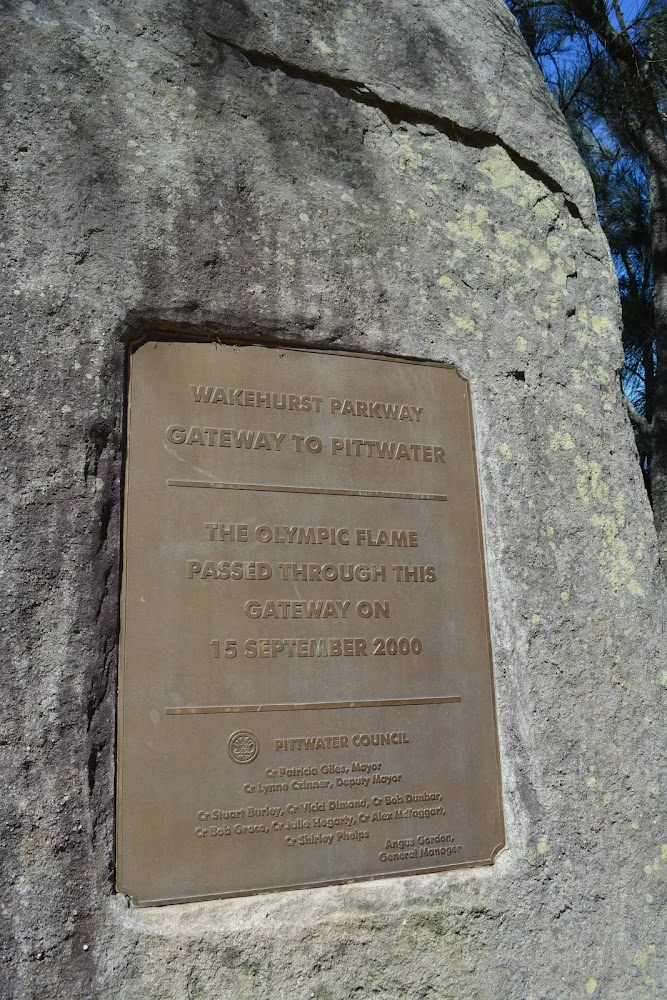 WAKEHURST PARKWAY
GATEWAY TO PITTWATER
THE OLYMPIC FLAME
PASSED THROUGH THIS
GATEWAY ON
15 SEPTEMBER 2000
PITTWATER COUNCIL
Cr Patricia Giles, Mayor
Cr Lynne Czinner, Deputy Mayor
Cr Stuart Burley, Cr Vicki Dimond, Cr Bob Dunbar,
Cr Bob Grace, Cr Julie Hegarty, Cr Alex McTaggart,
Cr Shirley Phelps
Angus Gordon,
General Manager